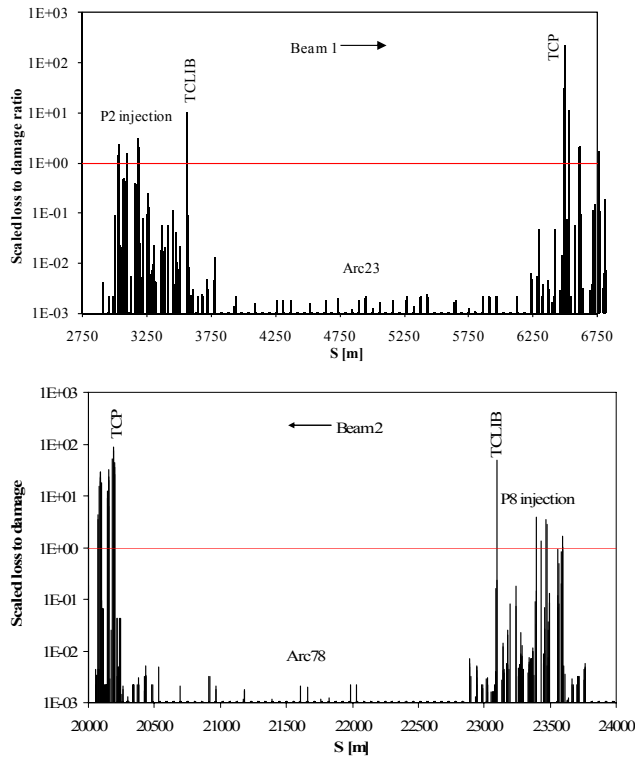 1E+03
1E+02
1E+01
1E+00
1E-01
1E-02
1E-03
Scaled loss to damage ratio
Beam 1
TCP
TCLIB
P2 injection
Arc23
2750 3250 3750 4250 4750 5250 5750 6250 6750
S [m]
1E+03
1E+02
1E+01
1E+00
1E-01
1E-02
1E-03
Scaled loss to damage
TCP
Beam2
TCLIB
P8 injection
Arc78
20000 20500 21000 21500 22000 22500 23000 23500 24000
S [m]